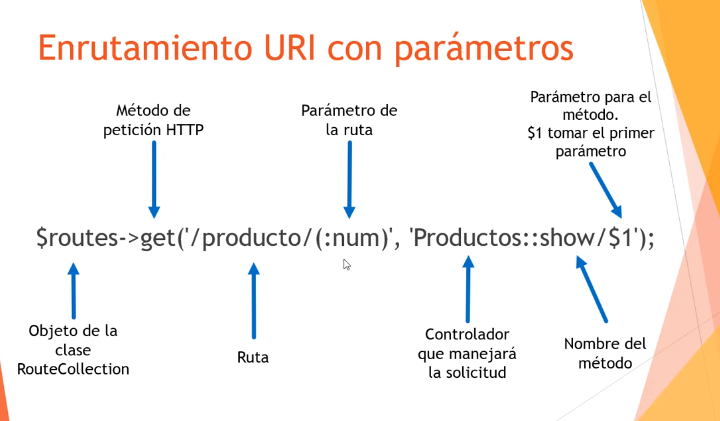 Enrutamiento URI con parámetros
Método de
petición HTTP
Parámetro de
la ruta
Parámetro para el
método.
$1 tomar el primer
parámetro
$routes->get('/producto/(:num)', 'Productos::show/$1');
Objeto de la
clase
RouteCollection
Ruta
Controlador
que manejará
la solicitud
Nombre del
método